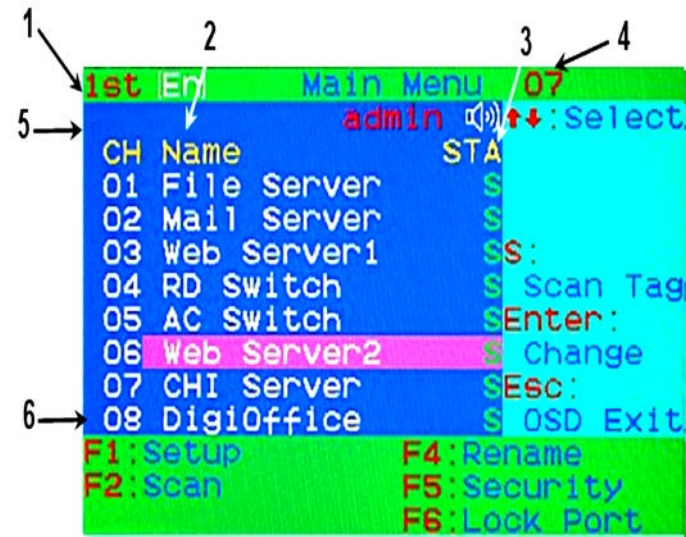 1 2 3 4
1st En Main Menu 07
5 admin ↑↓:Select
CH Name STA
01 File Server S
02 Mail Server S
03 Web Server1 S S:
04 RD Switch S Scan Tag
05 AC Switch S Enter:
06 Web Server2 S Change
07 CHI Server S Esc:
6 08 DigiOffice S OSD Exit
F1:Setup F4:Rename
F2:Scan F5:Security
F6:Lock Port